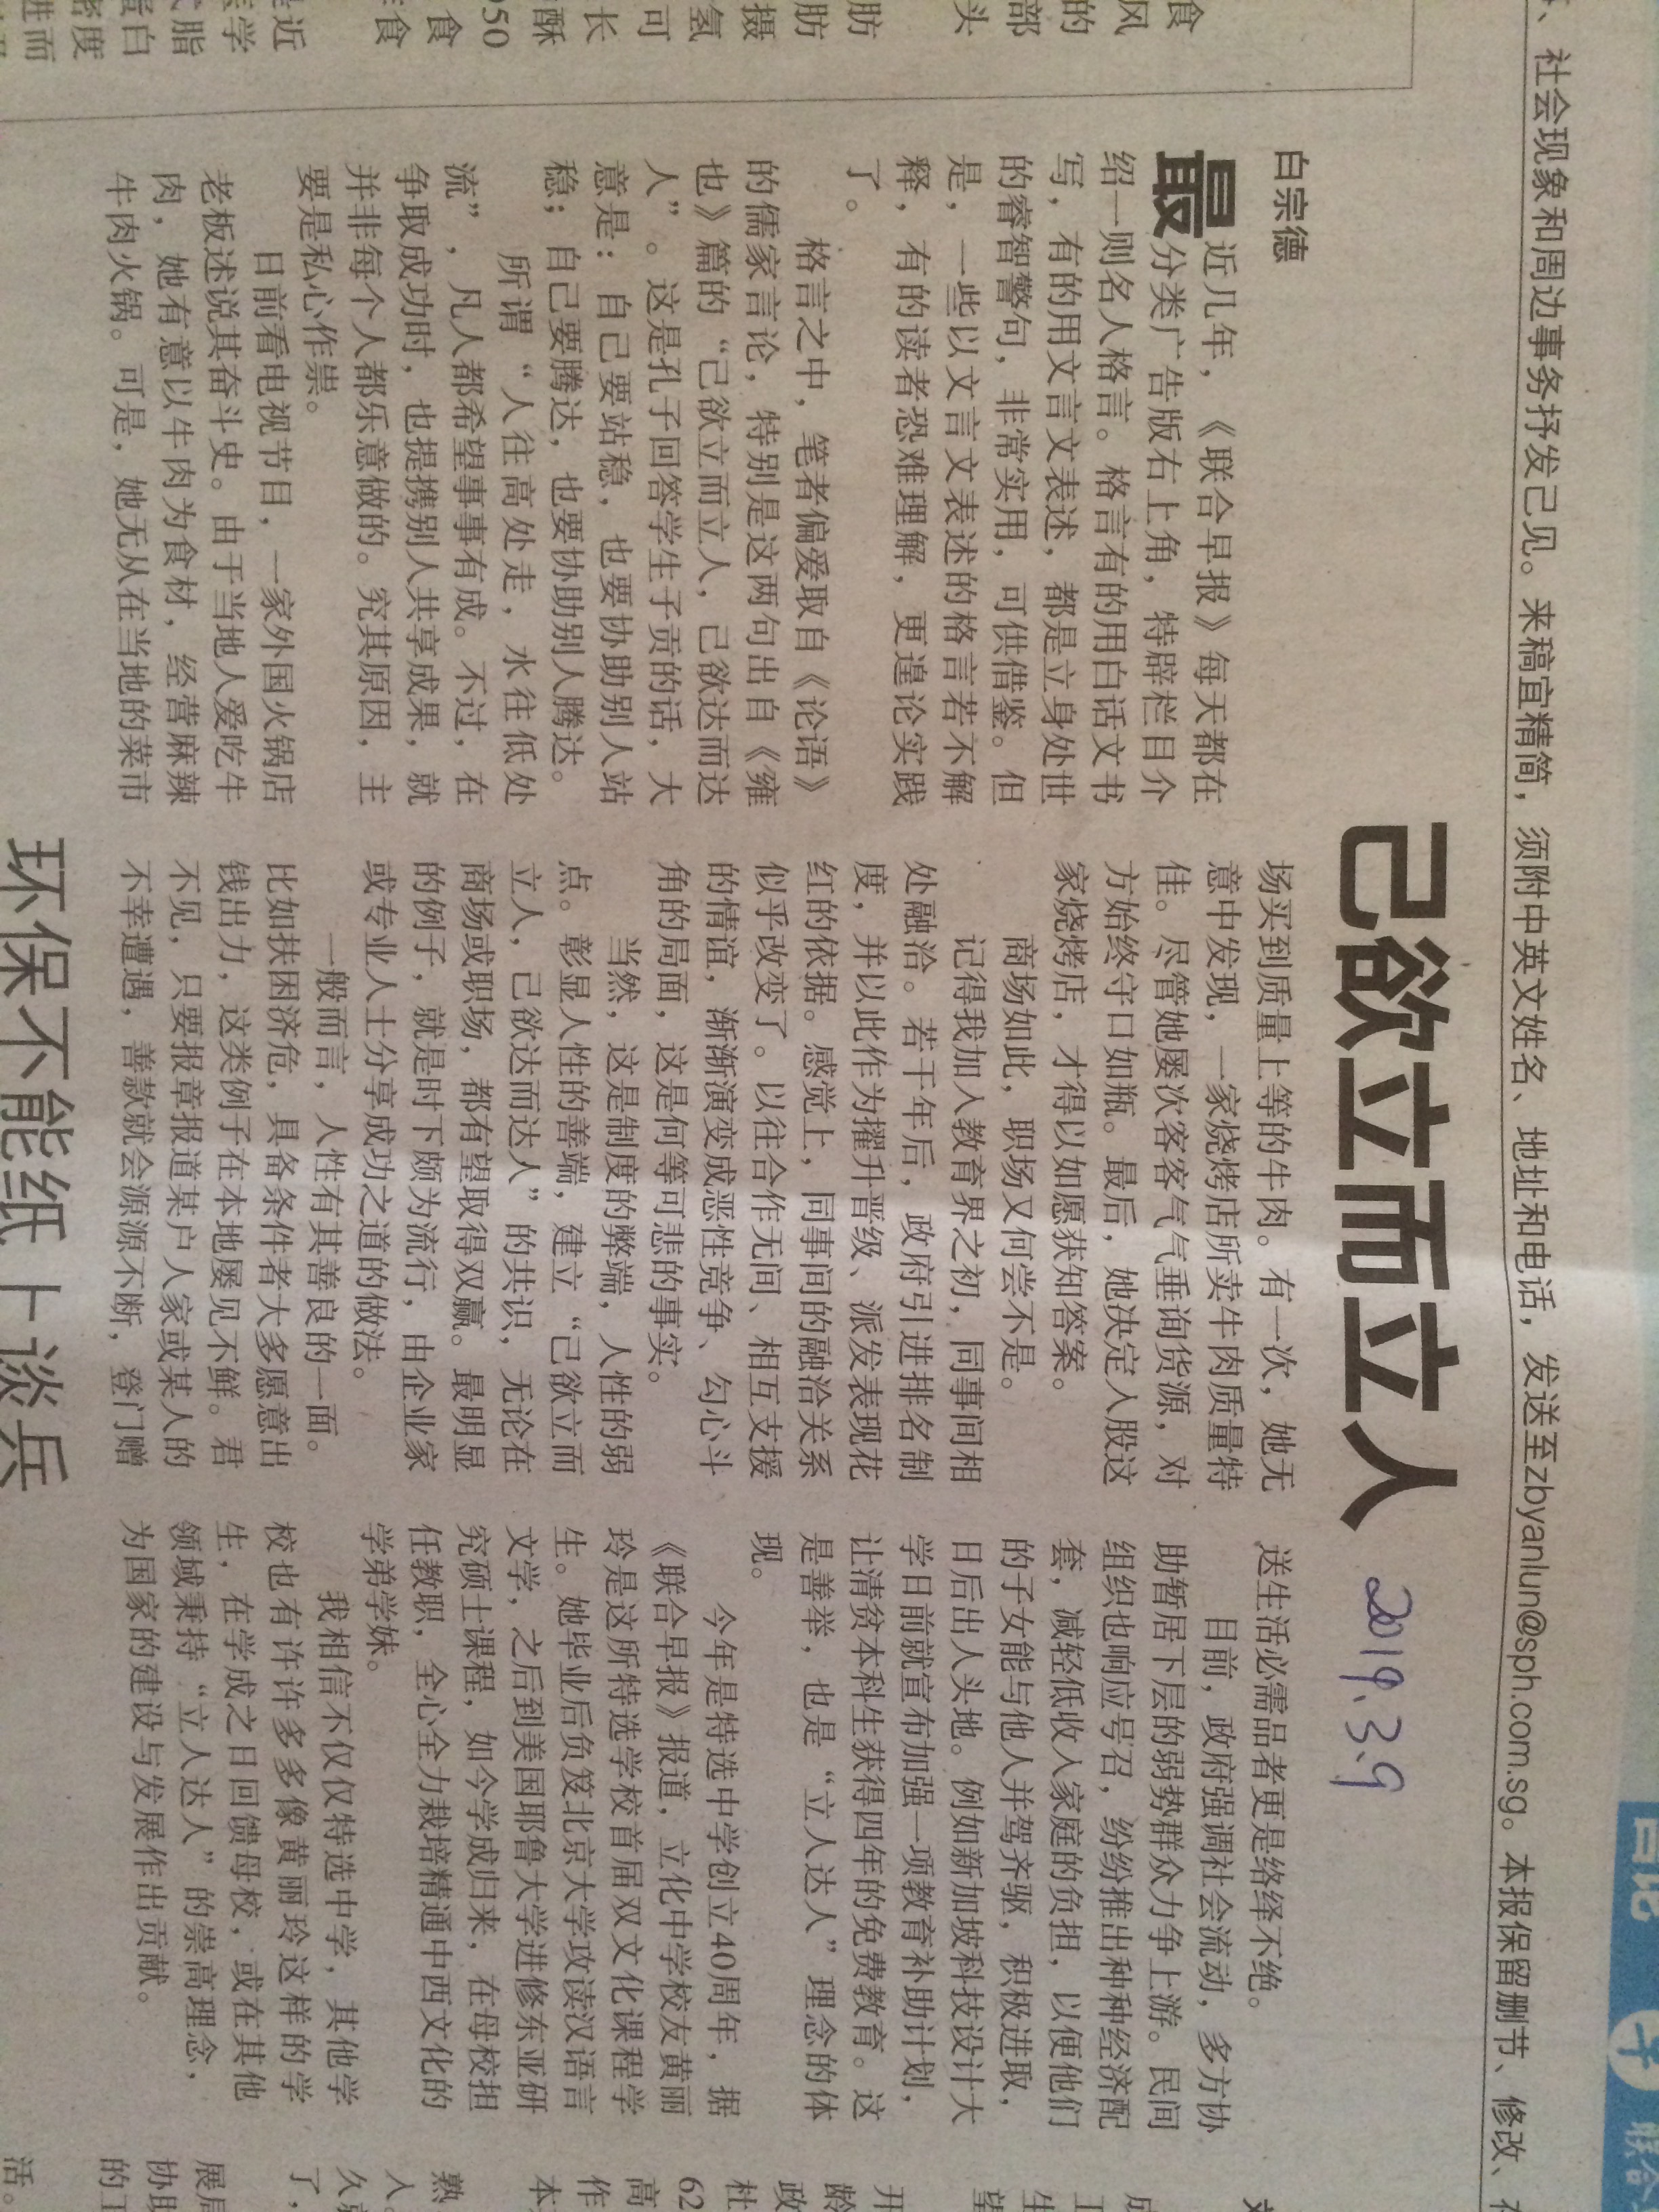 、社会现象和周边事务抒发己见。来稿宜精简，须附中英文姓名、地址和电话，发送至zbyanlun@sph.com.sg。本报保留删节、修改、
己欲立而立人
2019.3.9
白宗德
最近几年，《联合早报》每天都在
分类广告版右上角，特辟栏目介
绍一则名人格言。格言有的用白话文书
写，有的用文言文表述，都是立身处世
的睿智警句，非常实用，可供借鉴。但
是，一些以文言文表述的格言若不解
释，有的读者恐难理解，更遑论实践
了。
格言之中，笔者偏爱取自《论语》
的儒家言论，特别是这两句出自《雍
也》篇的“己欲立而立人，己欲达而达
人”。这是孔子回答学生子贡的话，大
意是：自己要站稳，也要协助别人站
稳；自己要腾达，也要协助别人腾达。
所谓“人往高处走，水往低处
流”，凡人都希望事事有成。不过，在
争取成功时，也提携别人共享成果，就
并非每个人都乐意做的。究其原因，主
要是私心作祟。
日前看电视节目，一家外国火锅店
老板述说其奋斗史。由于当地人爱吃牛
肉，她有意以牛肉为食材，经营麻辣
牛肉火锅。可是，她无从在当地的菜市
场买到质量上等的牛肉。有一次，她无
意中发现，一家烧烤店所卖牛肉质量特
佳。尽管她屡次客客气气垂询货源，对
方始终守口如瓶。最后，她决定入股这
家烧烤店，才得以如愿获知答案。
商场如此，职场又何尝不是。
记得我加入教育界之初，同事间相
处融洽。若干年后，政府引进排名制
度，并以此作为擢升晋级、派发表现花
红的依据。感觉上，同事间的融洽关系
似乎改变了。以往合作无间、相互支援
的情谊，渐渐演变成恶性竞争、勾心斗
角的局面，这是何等可悲的事实。
当然，这是制度的弊端，人性的弱
点。彰显人性的善端，建立“己欲立而
立人，己欲达而达人”的共识，无论在
商场或职场，都有望取得双赢。最明显
的例子，就是时下颇为流行，由企业家
或专业人士分享成功之道的做法。
一般而言，人性有其善良的一面。
比如扶困济危，具备条件者大多愿意出
钱出力，这类例子在本地屡见不鲜。君
不见，只要报章报道某户人家或某人的
不幸遭遇，善款就会源源不断，登门赠
送生活必需品者更是络绎不绝。
目前，政府强调社会流动，多方协
助暂居下层的弱势群众力争上游。民间
组织也响应号召，纷纷推出种种经济配
套，减轻低收入家庭的负担，以便他们
的子女能与他人并驾齐驱，积极进取，
日后出人头地。例如新加坡科技设计大
学日前就宣布加强一项教育补助计划，
让清贫本科生获得四年的免费教育。这
是善举，也是“立人达人”理念的体
现。
今年是特选中学创立40周年，据
《联合早报》报道，立化中学校友黄丽
玲是这所特选学校首届双文化课程学
生。她毕业后负笈北京大学攻读汉语言
文学，之后到美国耶鲁大学进修东亚研
究硕士课程，如今学成归来，在母校担
任教职，全心全力栽培精通中西文化的
学弟学妹。
我相信不仅仅特选中学，其他学
校也有许许多多像黄丽玲这样的学
生，在学成之日回馈母校，或在其他
领域秉持“立人达人”的崇高理念，
为国家的建设与发展作出贡献。
环保不能纸上谈兵